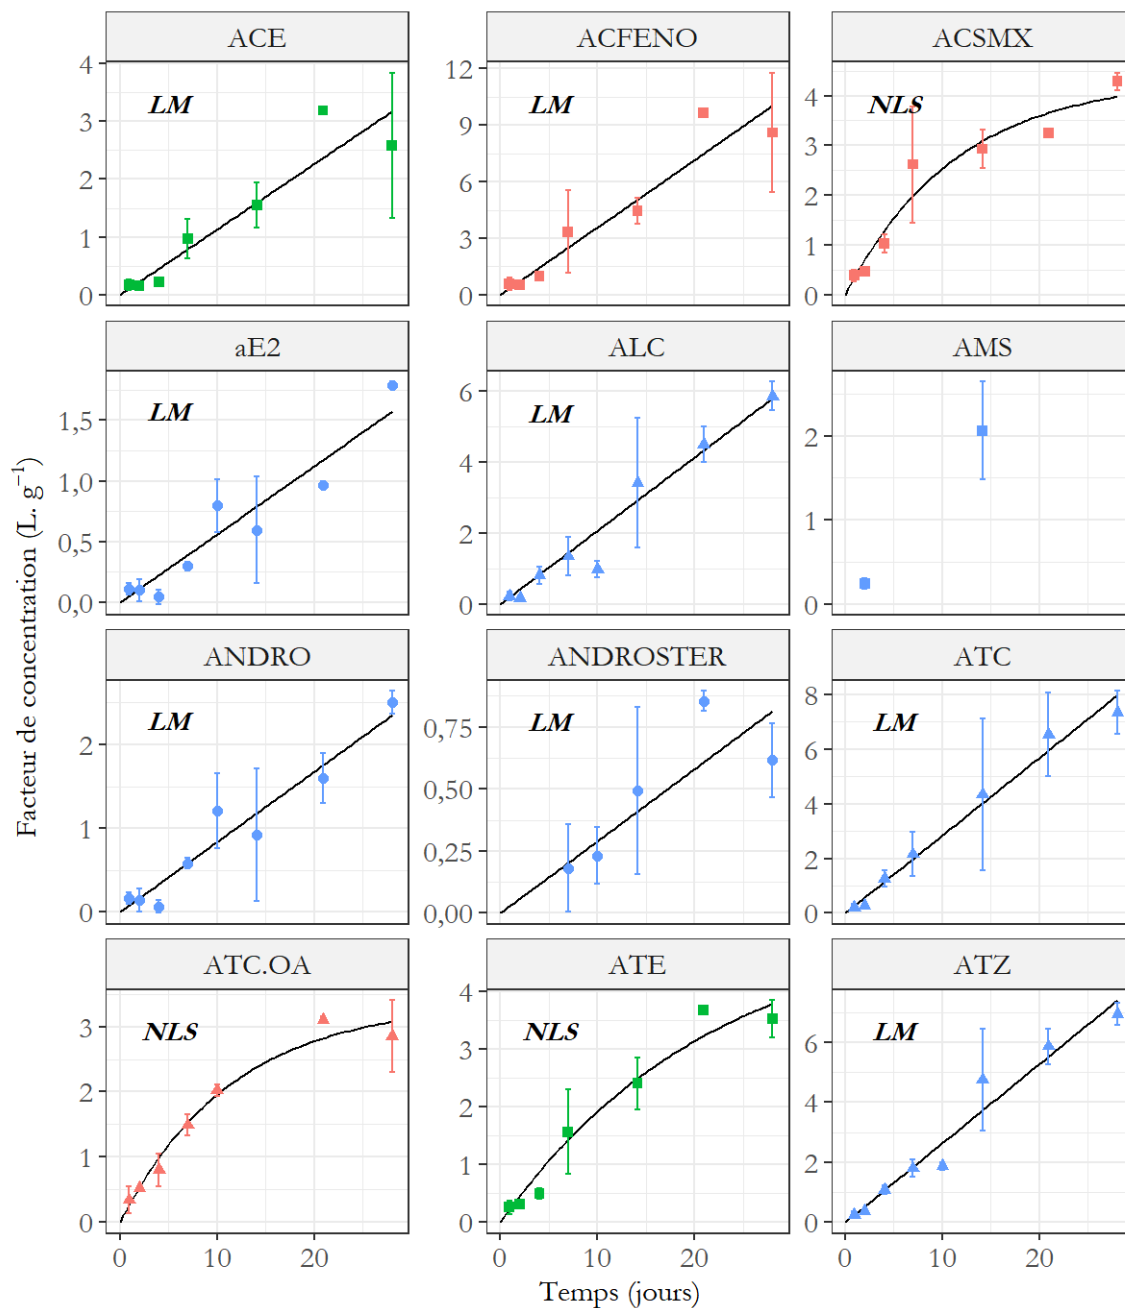 ACE
ACFENO
ACSMX
4
3
2
1
0
LM
12
9
6
3
0
LM
4
3
2
1
0
NLS
aE2
ALC
AMS
1,5
1,0
0,5
0,0
LM
6
4
2
0
LM
2
1
0
ANDRO
ANDROSTER
ATC
2
1
0
LM
0,75
0,50
0,25
0,00
LM
8
6
4
2
0
LM
ATC.OA
ATE
ATZ
3
2
1
0
NLS
4
3
2
1
0
NLS
6
4
2
0
LM
0 10 20
0 10 20
0 10 20
Temps (jours)
Facteur de concentration (L. g⁻¹)